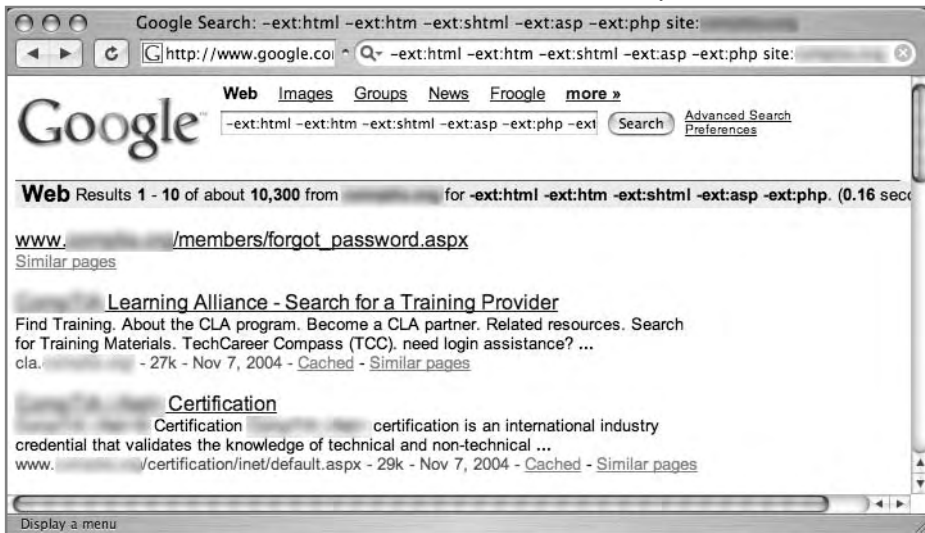 Google Search: -ext:html -ext:htm -ext:shtml -ext:asp -ext:php site:
G http://www.google.co -ext:html -ext:htm -ext:shtml -ext:asp -ext:php site:
Web Images Groups News Froogle more »
Google
-ext:html -ext:htm -ext:shtml -ext:asp -ext:php -ext Search Advanced Search
Preferences
Web Results 1 - 10 of about 10,300 from for -ext:html -ext:htm -ext:shtml -ext:asp -ext:php. (0.16 sec
www. /members/forgot_password.aspx
Similar pages
Learning Alliance - Search for a Training Provider
Find Training. About the CLA program. Become a CLA partner. Related resources. Search
for Training Materials. TechCareer Compass (TCC). need login assistance? ...
cla. - 27k - Nov 7, 2004 - Cached - Similar pages
Certification
Certification certification is an international industry
credential that validates the knowledge of technical and non-technical ...
www. /certification/inet/default.aspx - 29k - Nov 7, 2004 - Cached - Similar pages
Display a menu